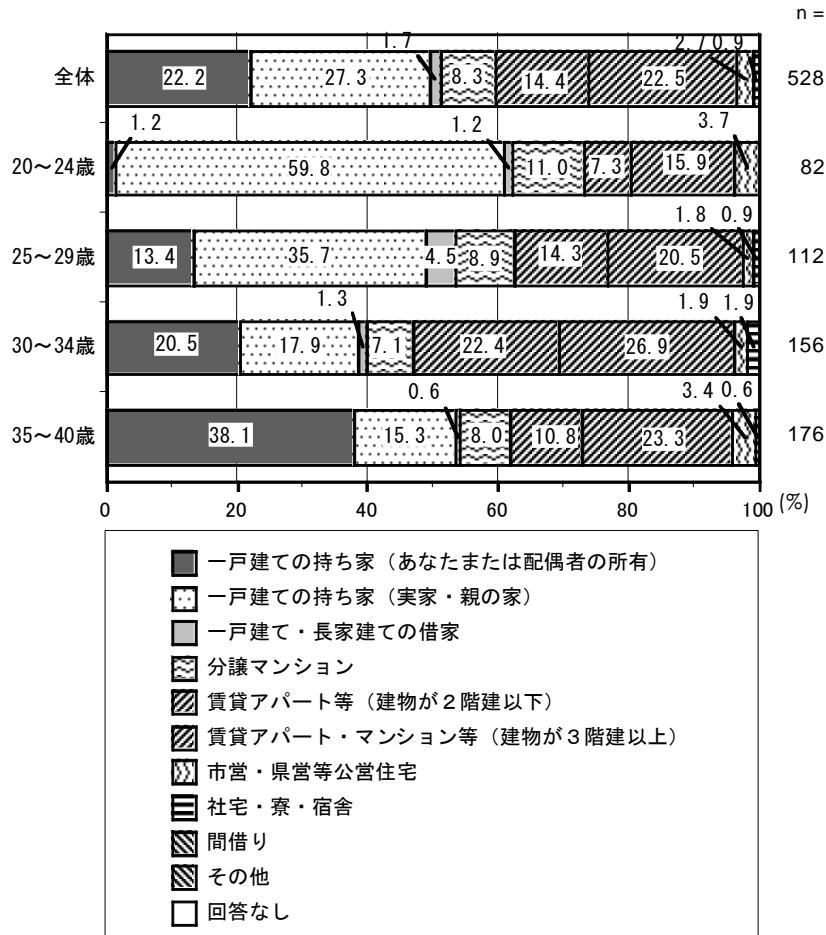 n =
1.7 2.7 0.9
全体 22.2 27.3 8.3 14.4 22.5 528
1.2 1.2 3.7
20～24歳 59.8 11.0 7.3 15.9 82
1.8 0.9
25～29歳 13.4 35.7 4.5 8.9 14.3 20.5 112
1.3 1.9 1.9
30～34歳 20.5 17.9 7.1 22.4 26.9 156
0.6 3.4 0.6
35～40歳 38.1 15.3 8.0 10.8 23.3 176
0 20 40 60 80 100 (%)
一戸建ての持ち家（あなたまたは配偶者の所有）
一戸建ての持ち家（実家・親の家）
一戸建て・長家建ての借家
分譲マンション
賃貸アパート等（建物が２階建以下）
賃貸アパート・マンション等（建物が３階建以上）
市営・県営等公営住宅
社宅・寮・宿舎
間借り
その他
回答なし